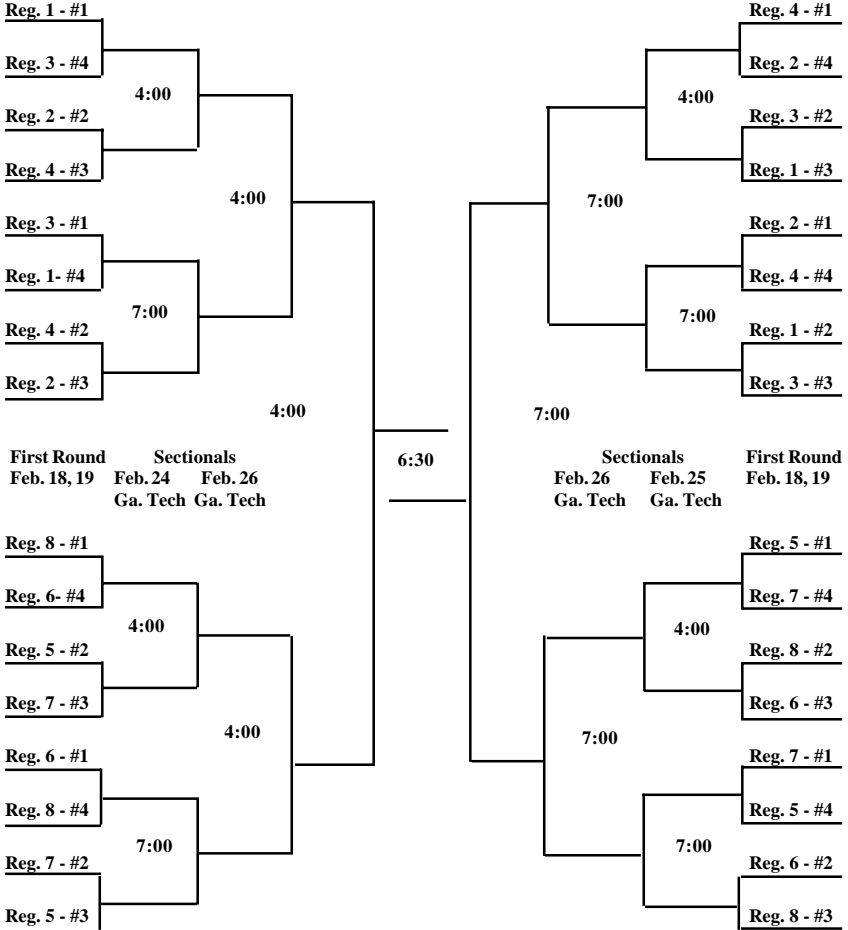 Reg. 1 - #1
Reg. 3 - #4
4:00
Reg. 2 - #2
Reg. 4 - #3
4:00
Reg. 3 - #1
Reg. 1- #4
7:00
Reg. 4 - #2
Reg. 2 - #3
4:00
First Round Sectionals
Feb. 18, 19 Feb. 24 Feb. 26
Ga. Tech Ga. Tech
Reg. 8 - #1
Reg. 6- #4
4:00
Reg. 5 - #2
Reg. 7 - #3
4:00
Reg. 6 - #1
Reg. 8 - #4
7:00
Reg. 7 - #2
Reg. 5 - #3
6:30
Reg. 4 - #1
Reg. 2 - #4
4:00
Reg. 3 - #2
Reg. 1 - #3
7:00
Reg. 2 - #1
Reg. 4 - #4
7:00
Reg. 1 - #2
Reg. 3 - #3
7:00
Sectionals First Round
Feb. 26 Feb. 25 Feb. 18, 19
Ga. Tech Ga. Tech
Reg. 5 - #1
Reg. 7 - #4
4:00
Reg. 8 - #2
Reg. 6 - #3
7:00
Reg. 7 - #1
Reg. 5 - #4
7:00
Reg. 6 - #2
Reg. 8 - #3